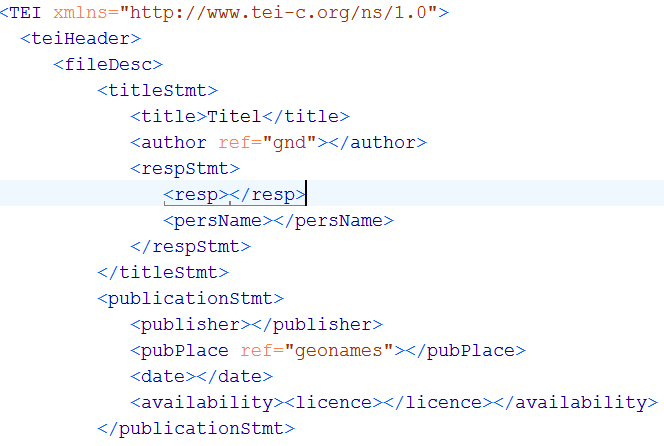 <TEI xmlns="http://www.tei-c.org/ns/1.0">
<teiHeader>
<fileDesc>
<titleStmt>
<title>Titel</title>
<author ref="gnd"></author>
<respStmt>
<resp></resp>
<persName></persName>
</respStmt>
</titleStmt>
<publicationStmt>
<publisher></publisher>
<pubPlace ref="geonames"></pubPlace>
<date></date>
<availability><licence></licence></availability>
</publicationStmt>